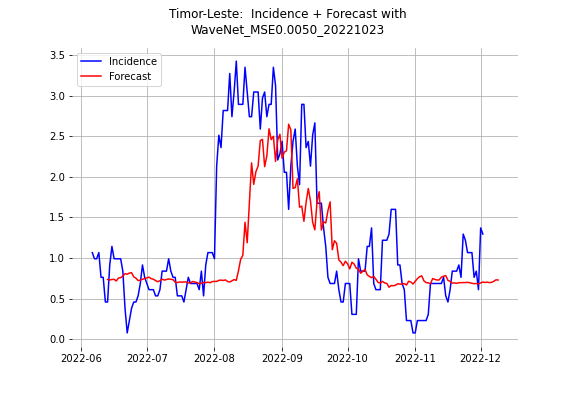 Timor-Leste:  Incidence + Forecast with
WaveNet_MSE0.0050_20221023
Incidence
Forecast
3.5
3.0
2.5
2.0
1.5
1.0
0.5
0.0
2022-06 2022-07 2022-08 2022-09 2022-10 2022-11 2022-12